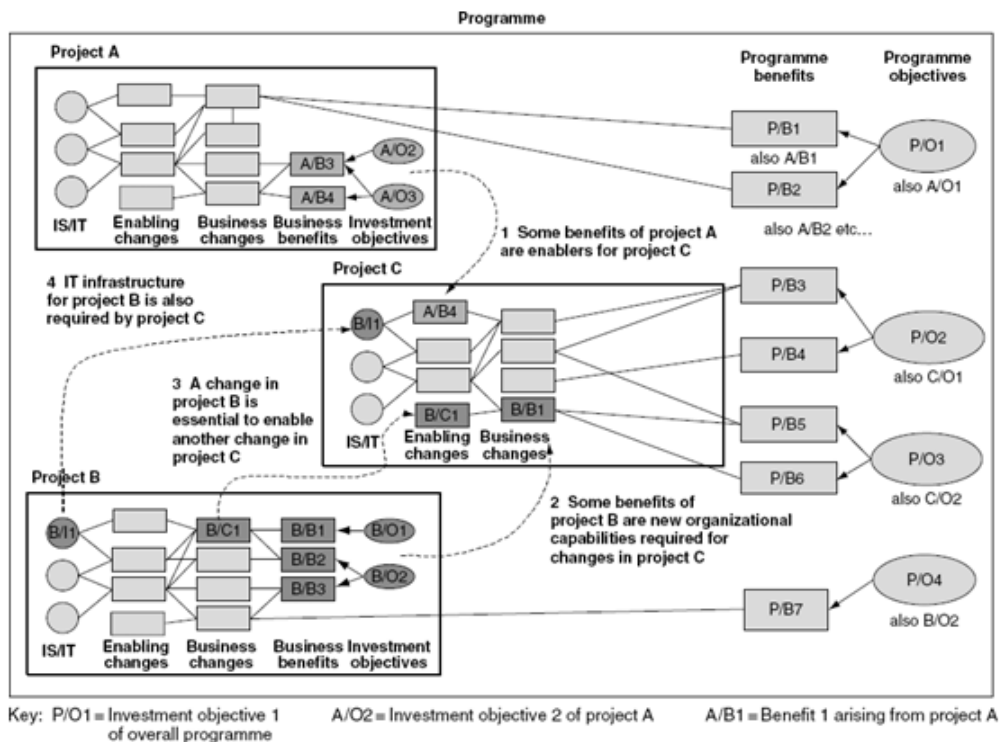 Programme
Project A
Programme
benefits
Programme
objectives
P/B1
also A/B1
P/O1
also A/O1
P/B2
also A/B2 etc...
A/B3
A/O2
A/B4
A/O3
IS/IT
Enabling
changes
Business
changes
Business
benefits
Investment
objectives
1 Some benefits of project A
are enablers for project C
4 IT infrastructure
for project B is also
required by project C
Project C
B/I1
A/B4
B/C1
B/B1
IS/IT
Enabling
changes
Business
changes
P/B3
P/O2
also C/O1
P/B4
P/B5
P/O3
also C/O2
P/B6
3 A change in
project B is
essential to enable
another change in
project C
2 Some benefits of
project B are new organizational
capabilities required for
changes in project C
Project B
B/I1
B/C1
B/B1
B/O1
B/B2
B/O2
B/B3
IS/IT
Enabling
changes
Business
changes
Business
benefits
Investment
objectives
P/B7
P/O4
also B/O2
Key: P/O1 = Investment objective 1
of overall programme
A/O2 = Investment objective 2 of project A
A/B1 = Benefit 1 arising from project A